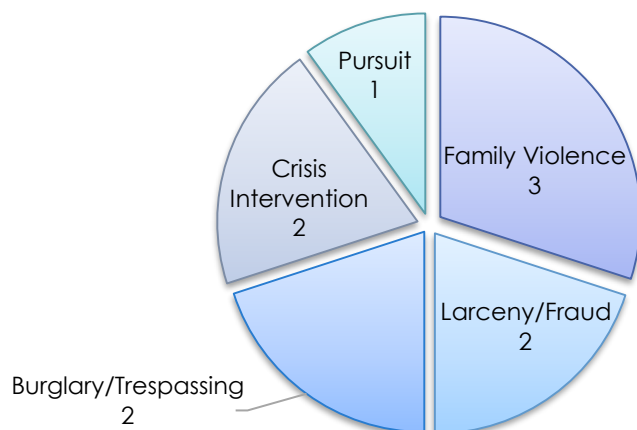 Pursuit
1
Family Violence
3
Crisis
Intervention
2
Larceny/Fraud
2
Burglary/Trespassing
2